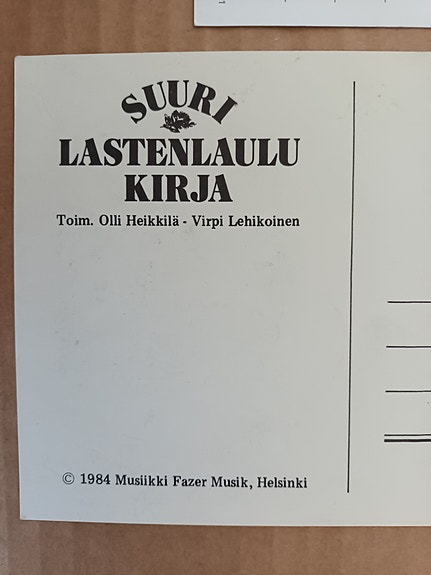 SUURI
LASTENLAULU
KIRJA
Toim. Olli Heikkilä - Virpi Lehikoinen
© 1984 Musiikki Fazer Musik, Helsinki